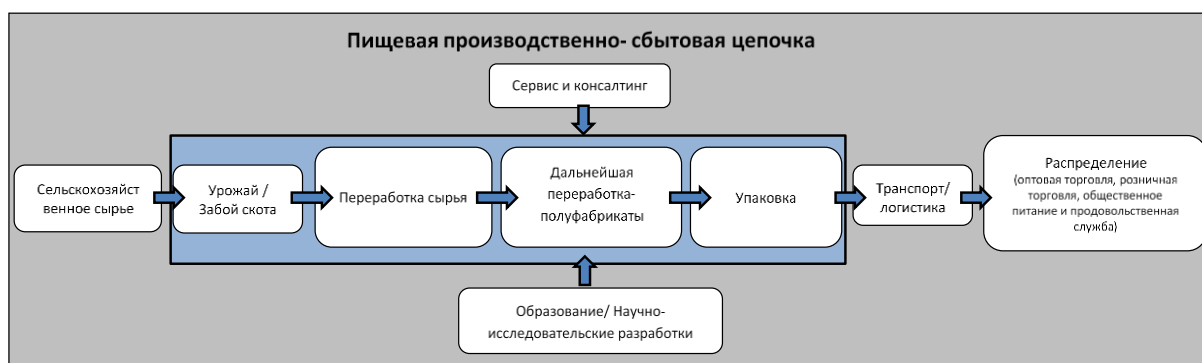 Пищевая производственно- сбытовая цепочка
Сервис и консалтинг
Сельскохозяйст
венное сырье
Урожай /
Забой скота
Переработка сырья
Дальнейшая
переработка-
полуфабрикаты
Упаковка
Транспорт/
логистика
Распределение
(оптовая торговля, розничная
торговля, общественное
питание и продовольственная
служба)
Образование/ Научно-
исследовательские разработки